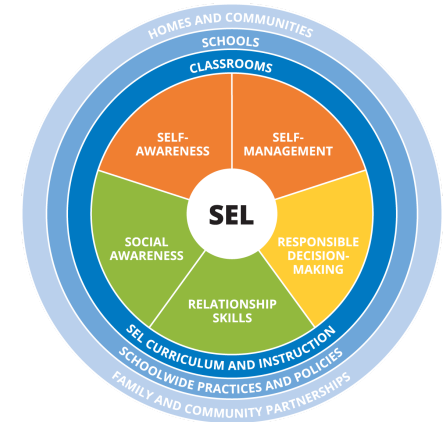 HOMES AND COMMUNITIES
SCHOOLS
CLASSROOMS
SELF-
AWARENESS
SELF-
MANAGEMENT
SEL
SOCIAL
AWARENESS
RESPONSIBLE
DECISION-
MAKING
RELATIONSHIP
SKILLS
SEL CURRICULUM AND INSTRUCTION
SCHOOLWIDE PRACTICES AND POLICIES
FAMILY AND COMMUNITY PARTNERSHIPS